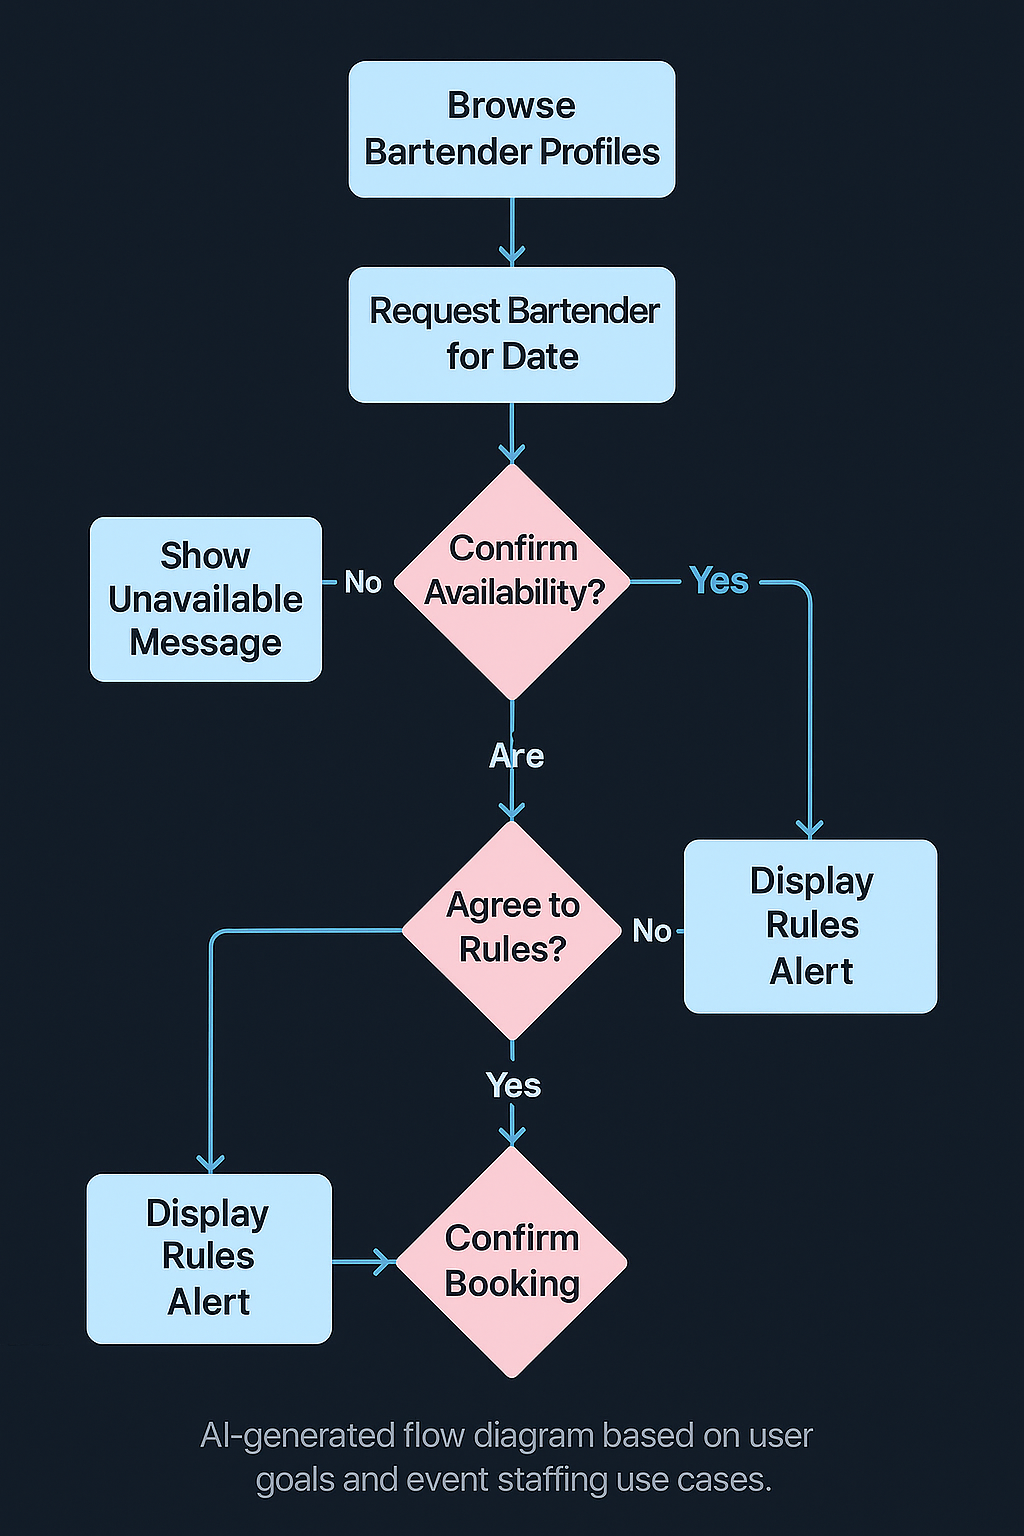 Browse
Bartender Profiles
Request Bartender
for Date
Confirm
Availability?
Show
Unavailable
Message
No
Yes
Are
Agree to
Rules?
No
Display
Rules
Alert
Yes
Display
Rules
Alert
Confirm
Booking
AI-generated flow diagram based on user
goals and event staffing use cases.